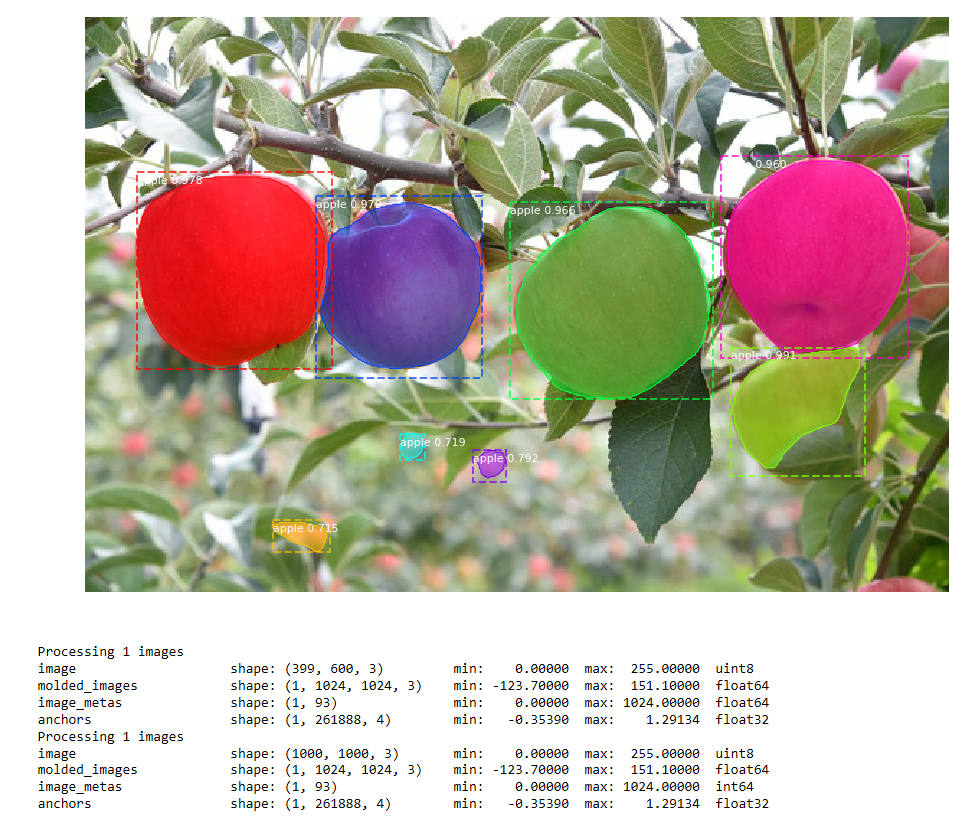 apple 0.978
apple 0.970
apple 0.966
0.960
apple 0.991
apple 0.719
apple 0.792
apple 0.715
Processing 1 images
image shape: (399, 600, 3) min: 0.00000 max: 255.00000 uint8
molded_images shape: (1, 1024, 1024, 3) min: -123.70000 max: 151.10000 float64
image_metas shape: (1, 93) min: 0.00000 max: 1024.00000 float64
anchors shape: (1, 261888, 4) min: -0.35390 max: 1.29134 float32
Processing 1 images
image shape: (1000, 1000, 3) min: 0.00000 max: 255.00000 uint8
molded_images shape: (1, 1024, 1024, 3) min: -123.70000 max: 151.10000 float64
image_metas shape: (1, 93) min: 0.00000 max: 1024.00000 int64
anchors shape: (1, 261888, 4) min: -0.35390 max: 1.29134 float32